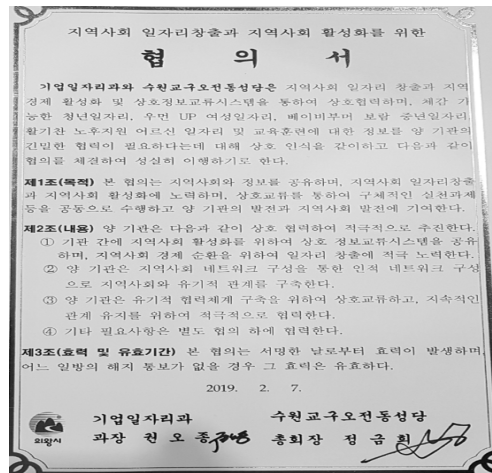 지역사회 일자리창출과 지역사회 활성화를 위한
협 의 서
기업일자리과와 수원교구오전동성당은 지역사회 일자리 창출과 지역
경제 활성화 및 상호정보교류시스템을 통하여 상호협력하며, 체감 가
능한 청년일자리, 우먼 UP 여성일자리, 베이비부머 보람 중년일자리,
활기찬 노후지원 어르신 일자리 및 교육훈련에 대한 정보를 양 기관의
긴밀한 협력이 필요하다는데 대해 상호 인식을 같이하고 다음과 같이
협의를 체결하여 성실히 이행하기로 한다.
제1조(목적) 본 협의는 지역사회와 정보를 공유하며, 지역사회 일자리창출
과 지역사회 활성화에 노력하며, 상호교류를 통하여 구체적인 실천과제
등을 공동으로 수행하고 양 기관의 발전과 지역사회 발전에 기여한다.
제2조(내용) 양 기관은 다음과 같이 상호 협력하여 적극적으로 추진한다.
① 기관 간에 지역사회 활성화를 위하여 상호 정보교류시스템을 공유
하며, 지역사회 경제 순환을 위하여 일자리 창출에 적극 노력한다.
② 양 기관은 지역사회 네트워크 구성을 통한 인적 네트워크 구성
으로 지역사회와 유기적 관계를 구축한다.
③ 양 기관은 유기적 협력체계 구축을 위하여 상호교류하고, 지속적인
관계 유지를 위하여 적극적으로 협력한다.
④ 기타 필요사항은 별도 협의 하에 협력한다.
제3조(효력 및 유효기간) 본 협의는 서명한 날로부터 효력이 발생하며,
어느 일방의 해지 통보가 없을 경우 그 효력은 유효하다.
2019. 2. 7.
기업일자리과 수원교구오전동성당
의왕시 과장 권오종 총회장 정금회